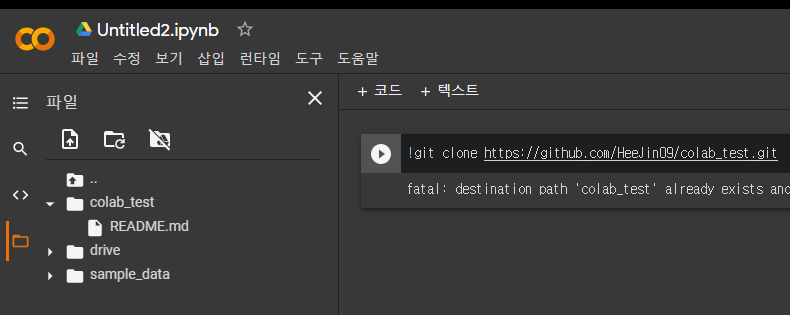 Untitled2.ipynb
파일 수정 보기 삽입 런타임 도구 도움말
파일
+ 코드 + 텍스트
..
colab_test
README.md
drive
sample_data
!git clone https://github.com/HeeJin09/colab_test.git
fatal: destination path 'colab_test' already exists and